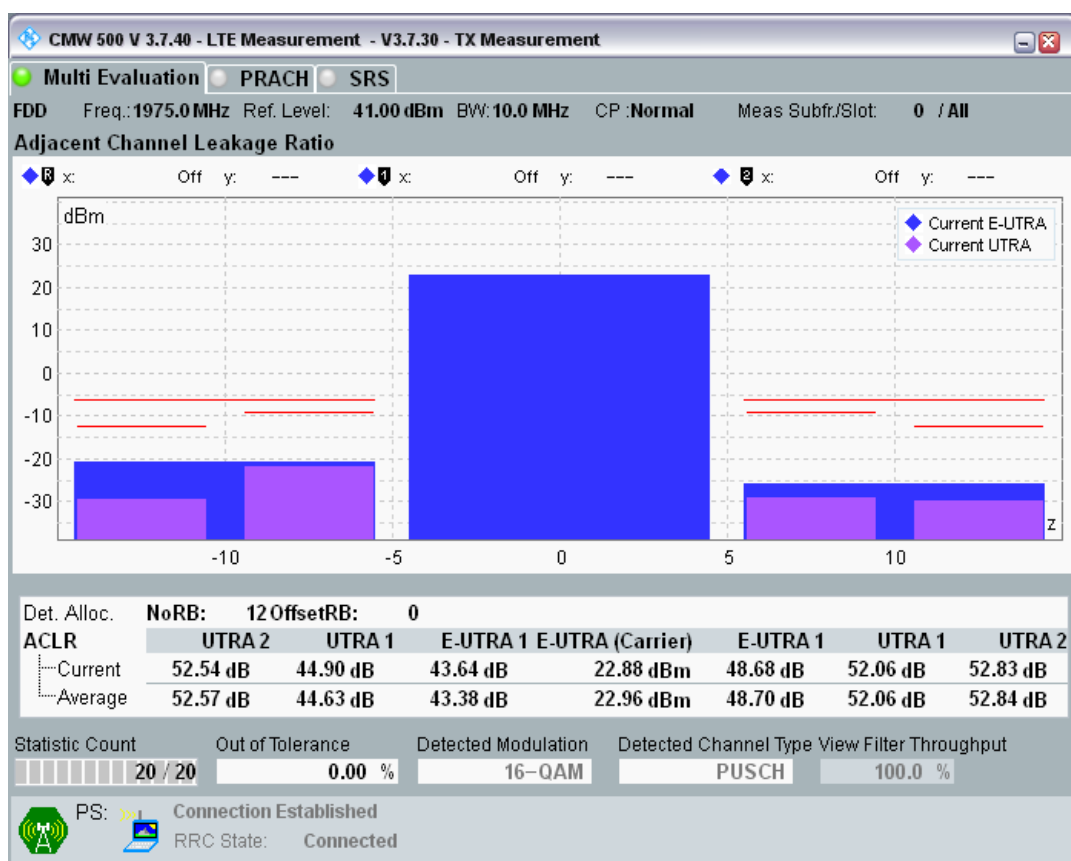 CMW 500 V 3.7.40 - LTE Measurement - V3.7.30 - TX Measurement
Multi Evaluation PRACH SRS
FDD Freq.: 1975.0 MHz Ref. Level: 41.00 dBm BW: 10.0 MHz CP : Normal Meas Subfr./Slot: 0 / All
Adjacent Channel Leakage Ratio
R x: Off y: --- 1 x: Off y: --- 2 x: Off y: ---
dBm
Current E-UTRA
Current UTRA
30
20
10
0
-10
-20
-30
z
-10 -5 0 5 10
Det. Alloc. NoRB: 12 OffsetRB: 0
ACLR UTRA 2 UTRA 1 E-UTRA 1 E-UTRA (Carrier) E-UTRA 1 UTRA 1 UTRA 2
Current 52.54 dB 44.90 dB 43.64 dB 22.88 dBm 48.68 dB 52.06 dB 52.83 dB
Average 52.57 dB 44.63 dB 43.38 dB 22.96 dBm 48.70 dB 52.06 dB 52.84 dB
Statistic Count Out of Tolerance Detected Modulation Detected Channel Type View Filter Throughput
20 / 20 0.00 % 16-QAM PUSCH 100.0 %
PS: Connection Established
RRC State: Connected